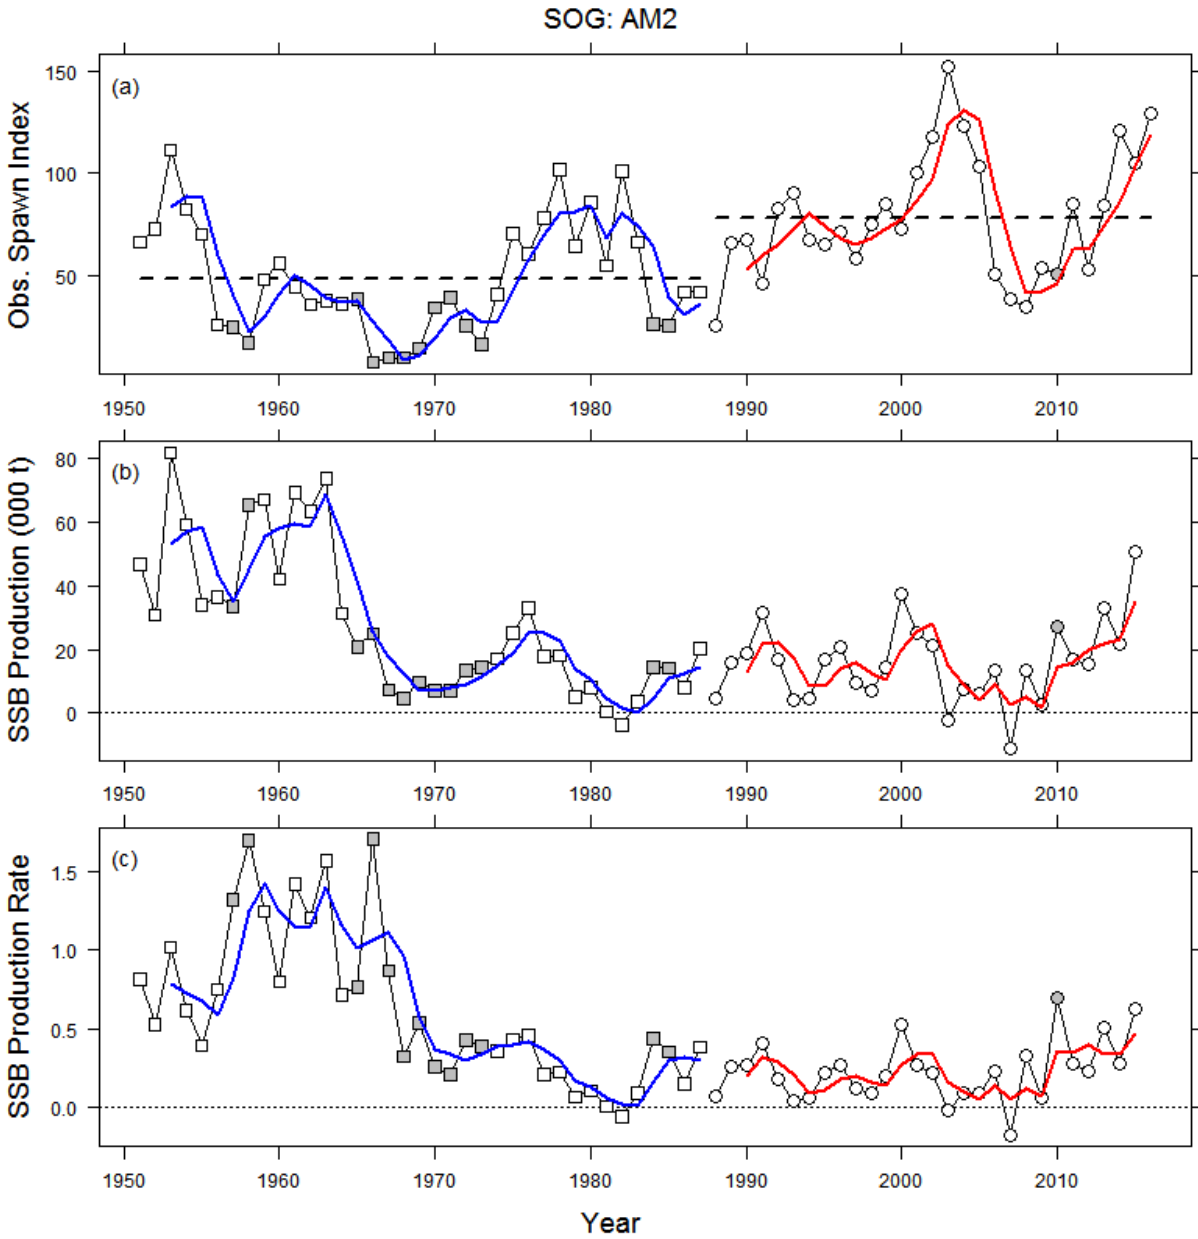 SOG: AM2
Obs. Spawn Index
(a)
150
100
50
1950 1960 1970 1980 1990 2000 2010
SSB Production (000 t)
(b)
80
60
40
20
0
1950 1960 1970 1980 1990 2000 2010
SSB Production Rate
(c)
1.5
1.0
0.5
0.0
1950 1960 1970 1980 1990 2000 2010
Year